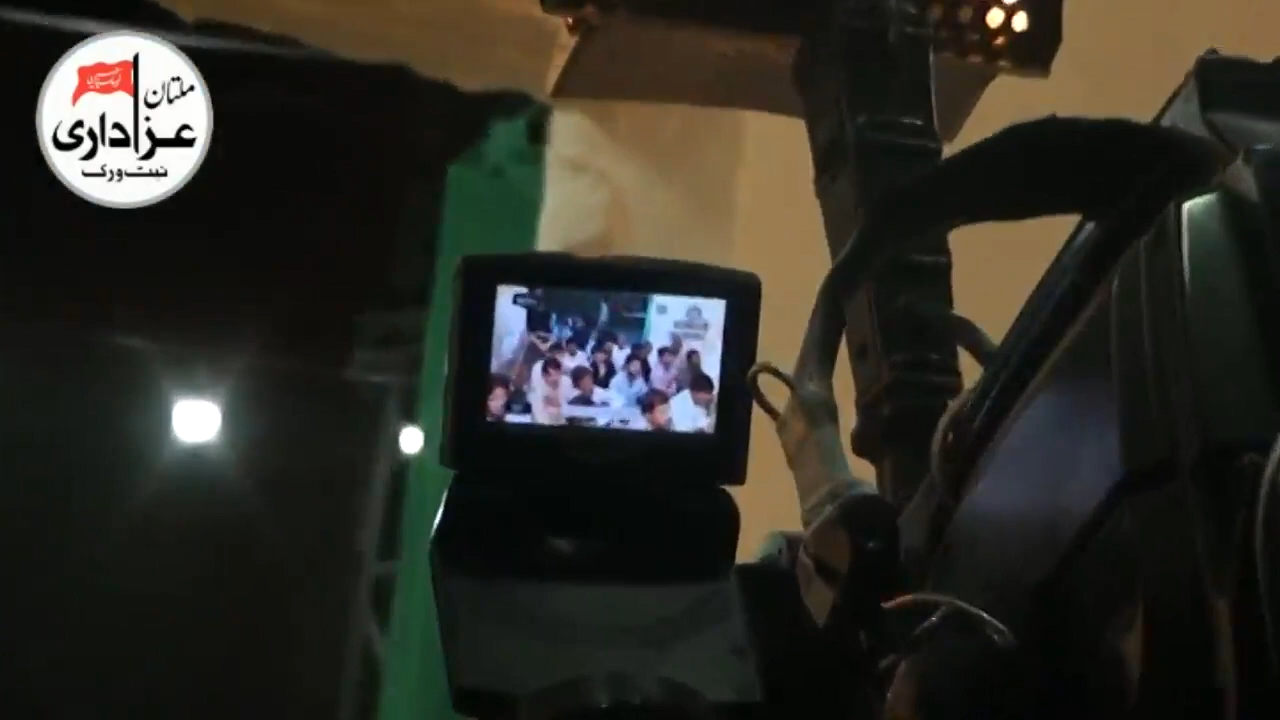 ملتان
عزاداری
نیٹ ورک